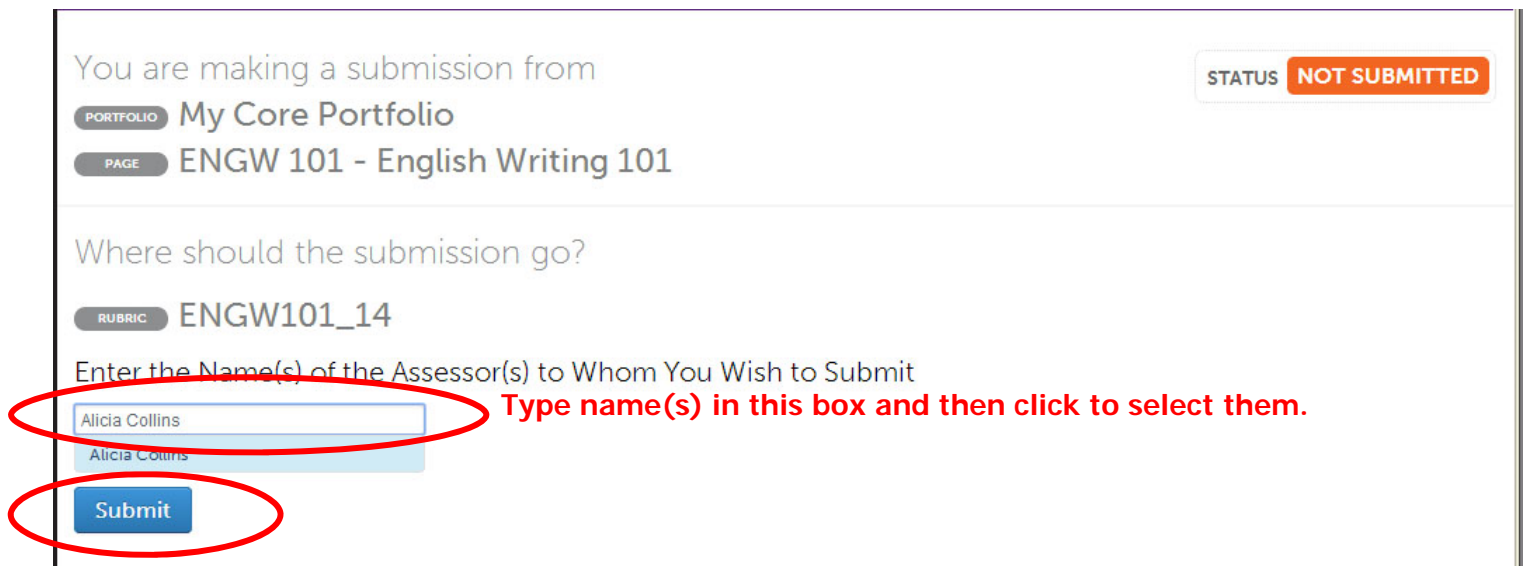 You are making a submission from
STATUS NOT SUBMITTED
PORTFOLIO My Core Portfolio
PAGE ENGW 101 - English Writing 101
Where should the submission go?
RUBRIC ENGW101_14
Enter the Name(s) of the Assessor(s) to Whom You Wish to Submit
Type name(s) in this box and then click to select them.
Alicia Collins
Alicia Collins
Submit